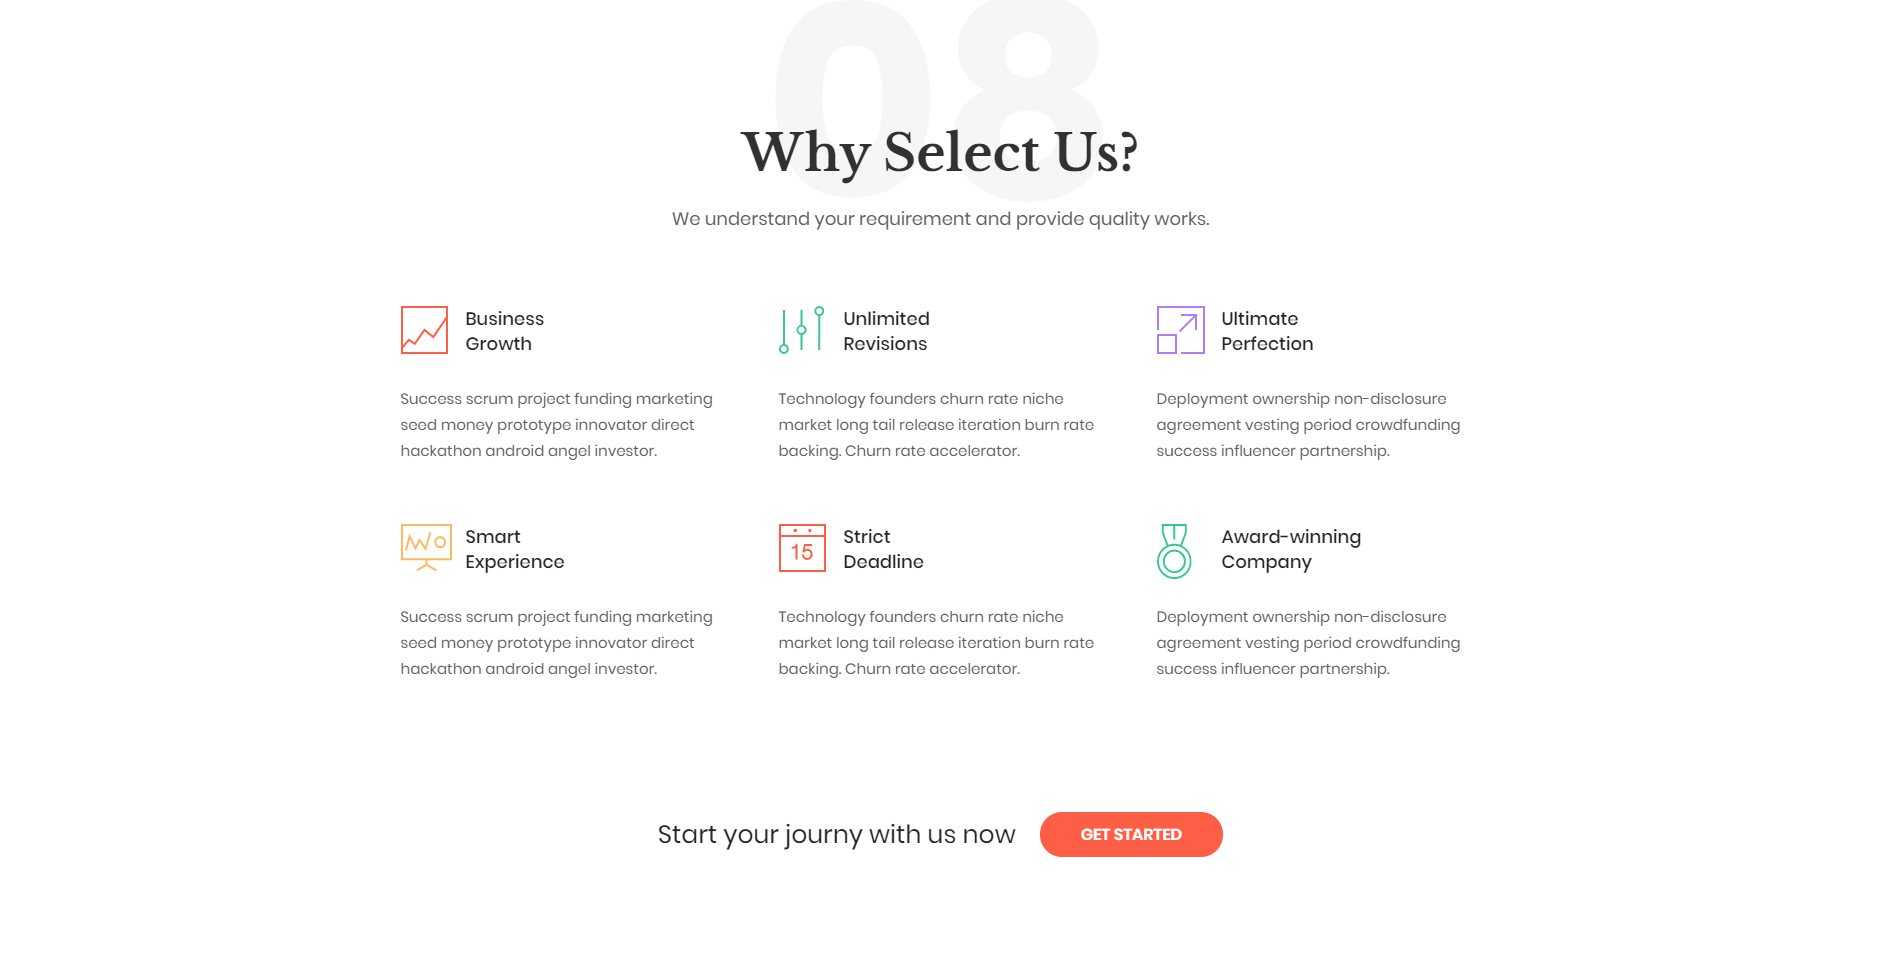 08
Why Select Us?
We understand your requirement and provide quality works.
Business
Growth
Success scrum project funding marketing
seed money prototype innovator direct
hackathon android angel investor.
Unlimited
Revisions
Technology founders churn rate niche
market long tail release iteration burn rate
backing. Churn rate accelerator.
Ultimate
Perfection
Deployment ownership non-disclosure
agreement vesting period crowdfunding
success influencer partnership.
Smart
Experience
Success scrum project funding marketing
seed money prototype innovator direct
hackathon android angel investor.
15
Strict
Deadline
Technology founders churn rate niche
market long tail release iteration burn rate
backing. Churn rate accelerator.
Award-winning
Company
Deployment ownership non-disclosure
agreement vesting period crowdfunding
success influencer partnership.
Start your journy with us now
GET STARTED